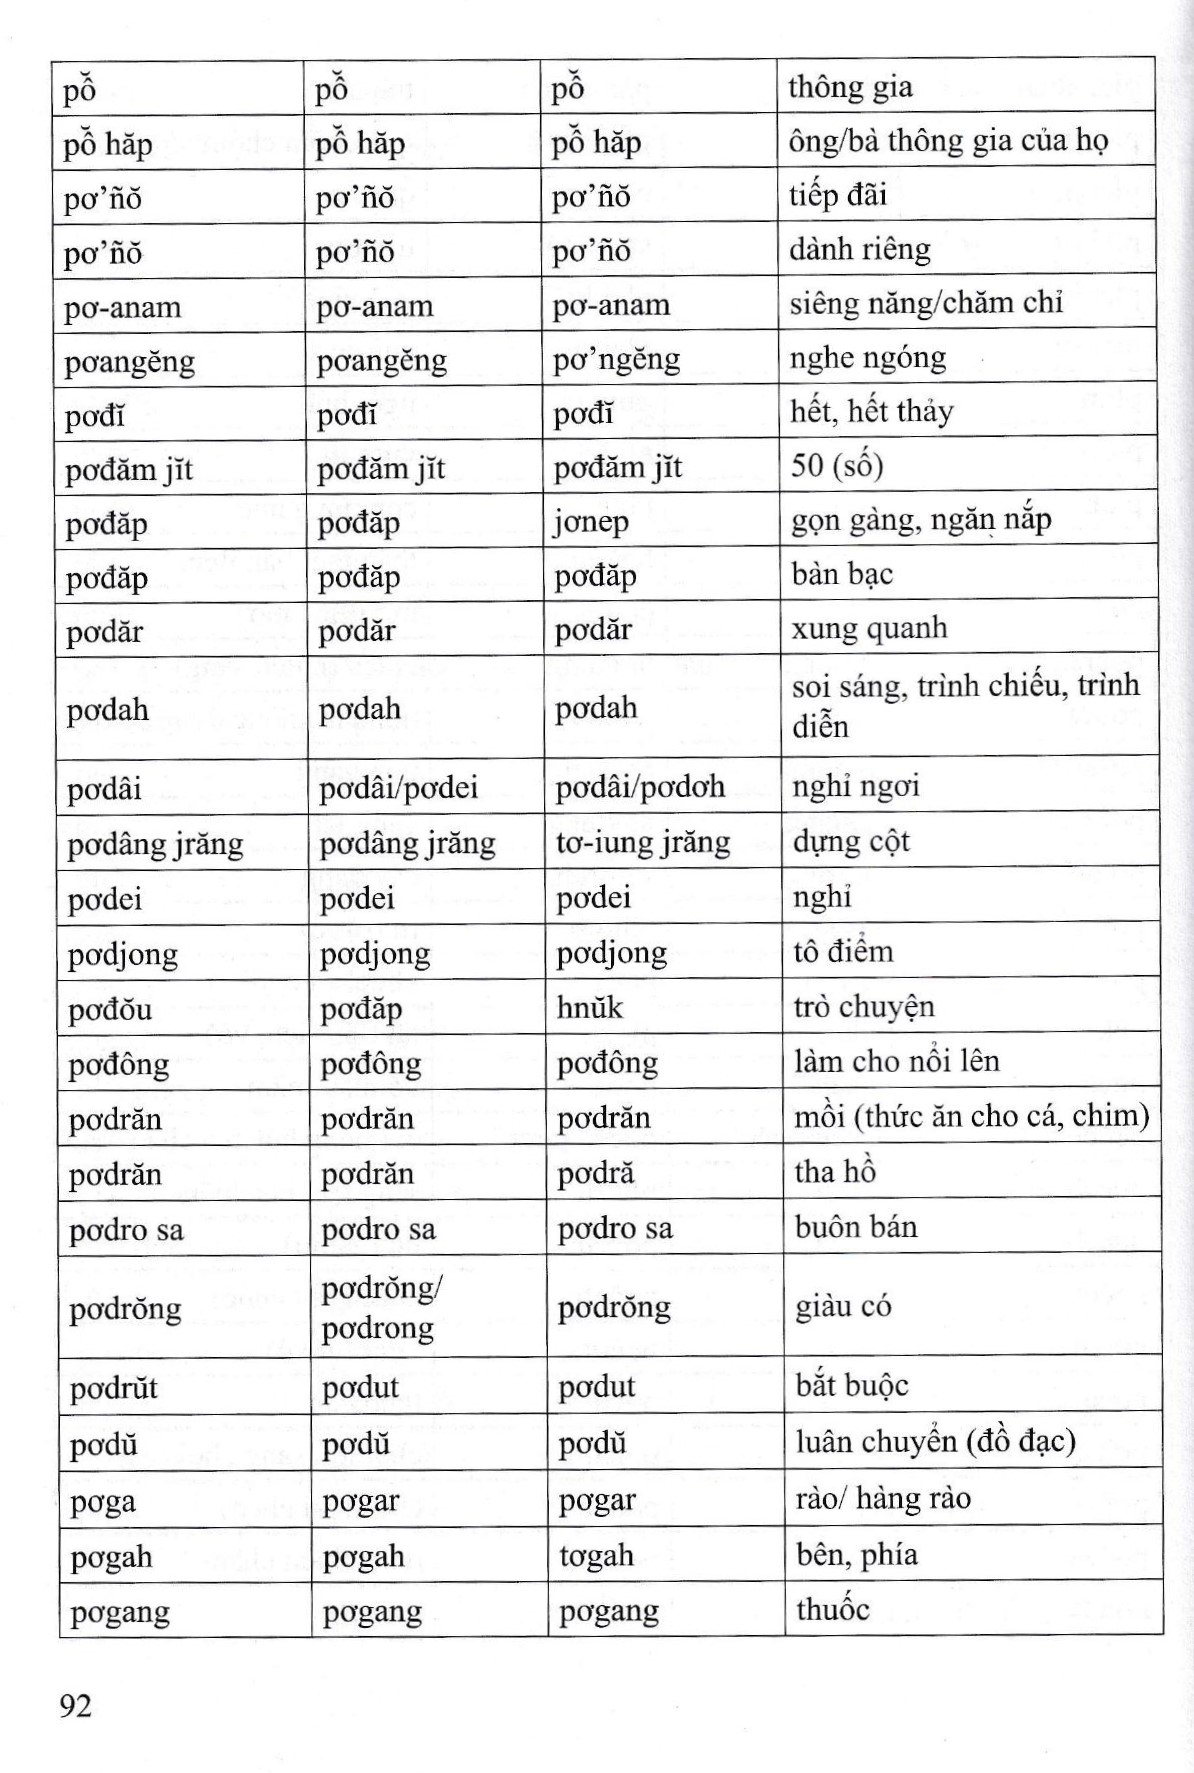 pô̆ pô̆ pô̆ thông gia
pô̆ hăp pô̆ hăp pô̆ hăp ông/bà thông gia của họ
pơ’ñŏ pơ’ñŏ pơ’ñŏ tiếp đãi
pơ’ñŏ pơ’ñŏ pơ’ñŏ dành riêng
pơ-anam pơ-anam pơ-anam siêng năng/chăm chỉ
pơangĕng pơangĕng pơ’ngĕng nghe ngóng
pơđĭ pơđĭ pơđĭ hết, hết thảy
pơđăm jĭt pơđăm jĭt pơđăm jĭt 50 (số)
pơđăp pơđăp jơnep gọn gàng, ngăn nắp
pơđăp pơđăp pơđăp bàn bạc
pơdăr pơdăr pơdăr xung quanh
pơdah pơdah pơdah soi sáng, trình chiếu, trình
diễn
pơdâi pơdâi/pơdei pơdâi/pơdơh nghỉ ngơi
pơdâng jrăng pơdâng jrăng tơ-iung jrăng dựng cột
pơdei pơdei pơdei nghỉ
pơdjong pơdjong pơdjong tô điểm
pơđŏu pơđăp hnŭk trò chuyện
pơđông pơđông pơđông làm cho nổi lên
pơdrăn pơdrăn pơdrăn mồi (thức ăn cho cá, chim)
pơdrăn pơdrăn pơdră tha hồ
pơdro sa pơdro sa pơdro sa buôn bán
pơdrŏng pơdrŏng/
pơdrong pơdrŏng giàu có
pơdrŭt pơdut pơdut bắt buộc
pơdŭ pơdŭ pơdŭ luân chuyển (đồ đạc)
pơga pơgar pơgar rào/ hàng rào
pơgah pơgah tơgah bên, phía
pơgang pơgang pơgang thuốc
92